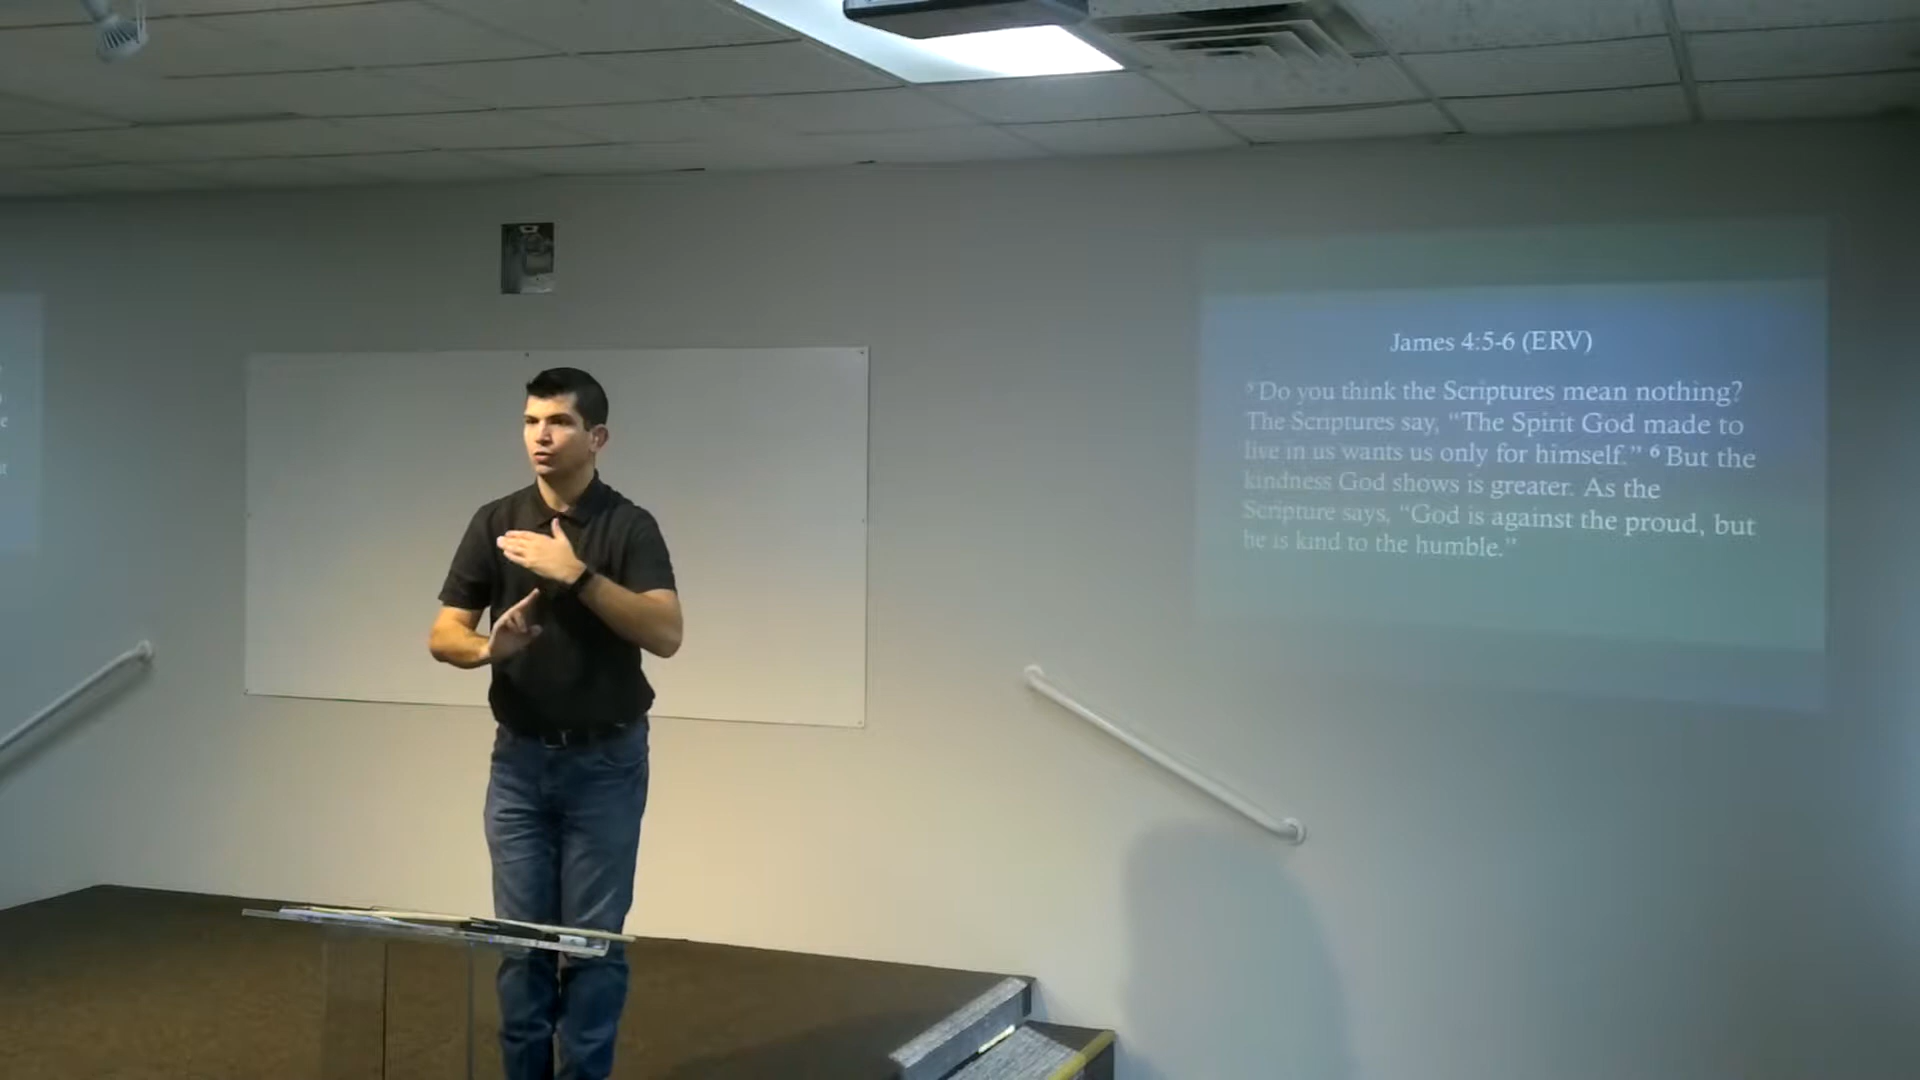 James 4:5-6 (ERV)
⁵ Do you think the Scriptures mean nothing?
The Scriptures say, “The Spirit God made to
live in us wants us only for himself.” ⁶ But the
kindness God shows is greater. As the
Scripture says, “God is against the proud, but
he is kind to the humble.”